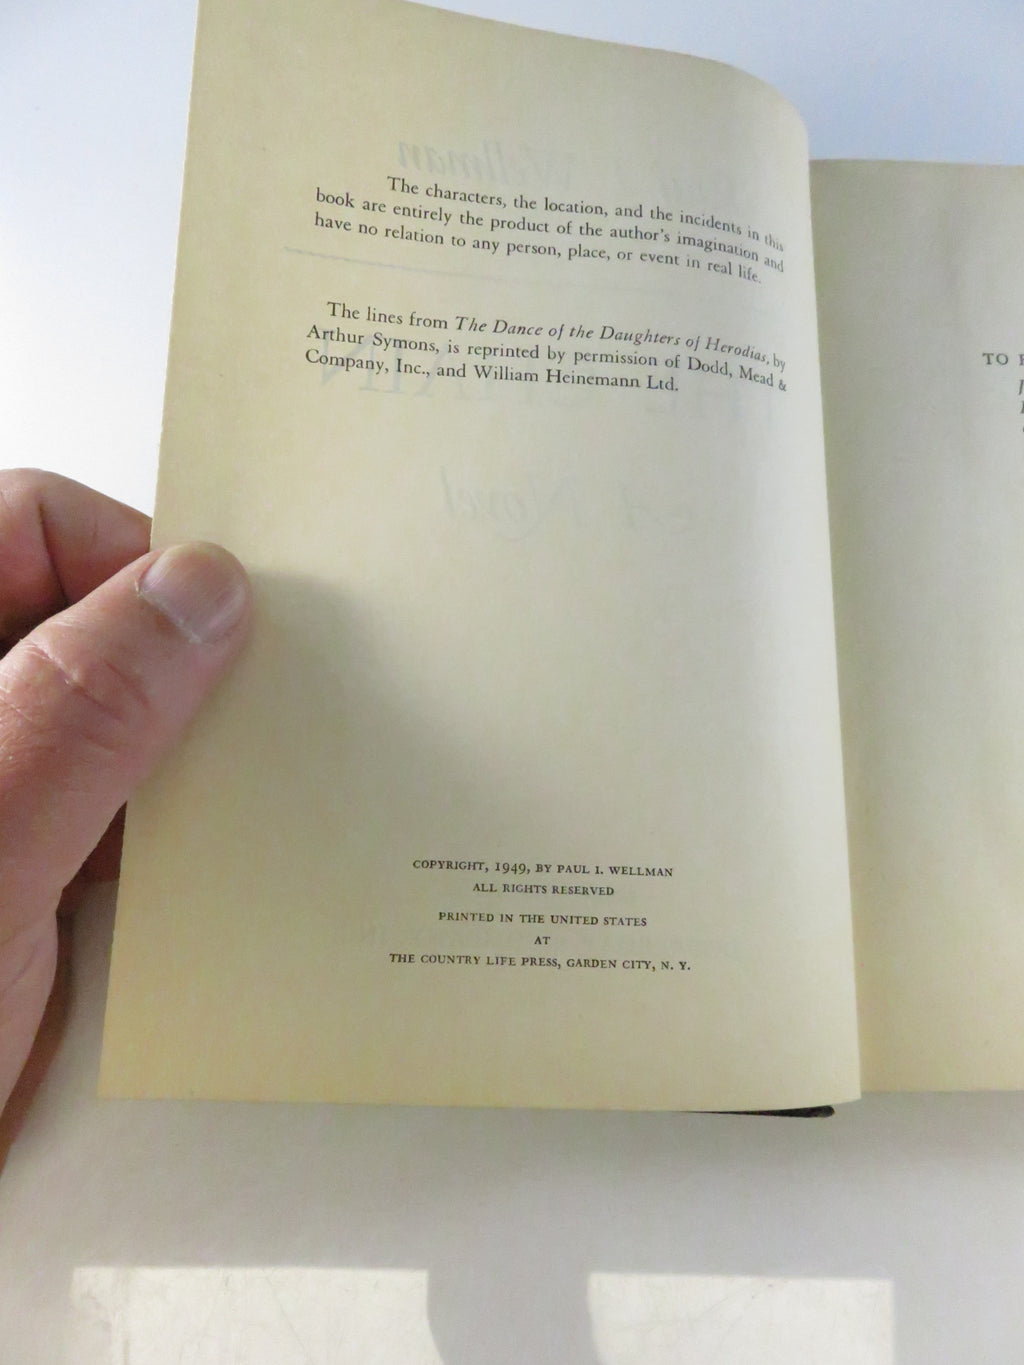 The characters, the location, and the incidents in this
book are entirely the product of the author's imagination and
have no relation to any person, place, or event in real life.
The lines from The Dance of the Daughters of Herodias, by
Arthur Symons, is reprinted by permission of Dodd, Mead &
Company, Inc., and William Heinemann Ltd.
COPYRIGHT, 1949, BY PAUL I. WELLMAN
ALL RIGHTS RESERVED
PRINTED IN THE UNITED STATES
AT
THE COUNTRY LIFE PRESS, GARDEN CITY, N. Y.
TO